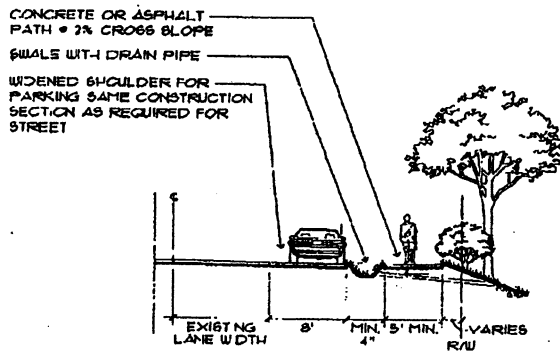 CONCRETE OR ASPHALT
PATH @ 2% CROSS SLOPE
SWALE WITH DRAIN PIPE
WIDENED SHOULDER FOR
PARKING SAME CONSTRUCTION
SECTION AS REQUIRED FOR
STREET
℄
EXISTING
LANE WIDTH
8'
MIN.
4"
5' MIN.
VARIES
R/W